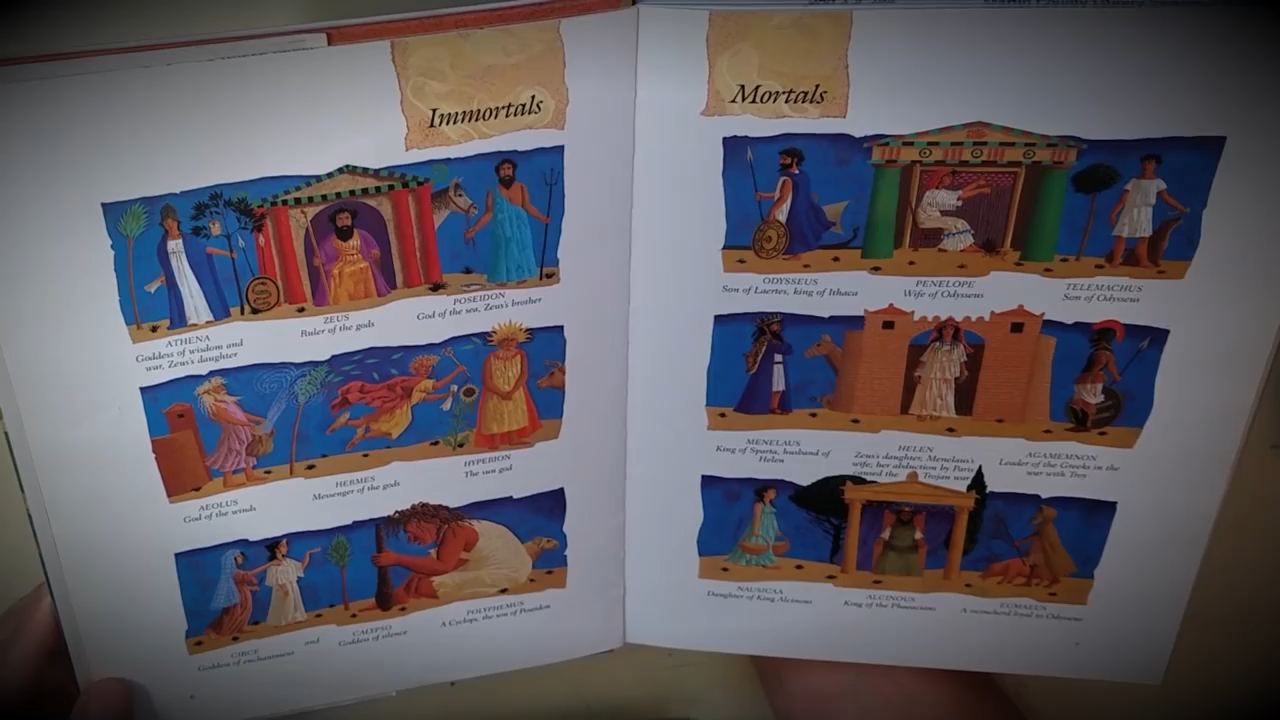 Immortals
ATHENA
Goddess of wisdom and
war, Zeus's daughter
ZEUS
Ruler of the gods
POSEIDON
God of the sea, Zeus's brother
AEOLUS
God of the winds
HERMES
Messenger of the gods
HYPERION
The sun god
CIRCE
Goddess of enchantment
and
CALYPSO
Goddess of silence
POLYPHEMUS
A Cyclops, the son of Poseidon
6
Mortals
ODYSSEUS
Son of Laertes, king of Ithaca
PENELOPE
Wife of Odysseus
TELEMACHUS
Son of Odysseus
MENELAUS
King of Sparta, husband of
Helen
HELEN
Zeus's daughter, Menelaus's
wife; her abduction by Paris
caused the Trojan war
AGAMEMNON
Leader of the Greeks in the
war with Troy
NAUSICAA
Daughter of King Alcinous
ALCINOUS
King of the Phaeacians
EUMAEUS
A swineherd loyal to Odysseus
7